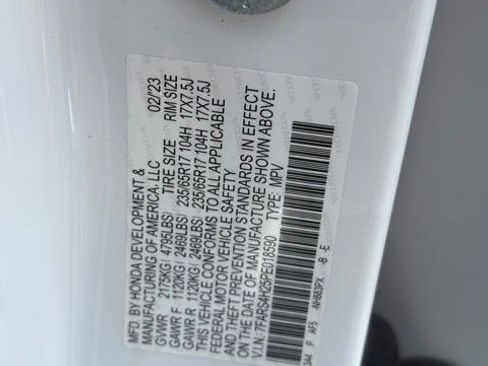 MFD. BY HONDA DEVELOPMENT &
MANUFACTURING OF AMERICA, LLC 02/'23
GVWR 2175KG( 4795LBS) TIRE SIZE RIM SIZE
GAWR F 1120KG( 2469LBS) 235/65R17 104H 17X7.5J
GAWR R 1120KG( 2469LBS) 235/65R17 104H 17X7.5J
THIS VEHICLE CONFORMS TO ALL APPLICABLE
FEDERAL MOTOR VEHICLE SAFETY
AND THEFT PREVENTION STANDARDS IN EFFECT
ON THE DATE OF MANUFACTURE SHOWN ABOVE.
V.I.N.: 7FARS4H25PE018590 TYPE: MPV
P AF5 -NH883PX -B -E